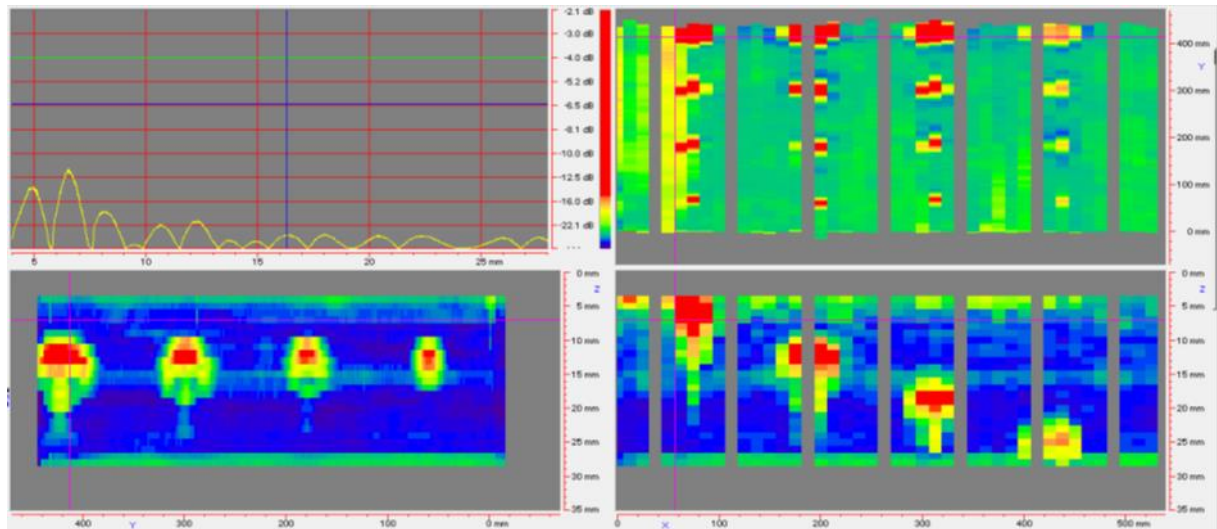 -2.1 dB
-3.0 dB
-4.0 dB
-5.2 dB
-6.5 dB
-8.1 dB
-10.0 dB
-12.5 dB
-16.0 dB
-22.1 dB
---
5 10 15 20 25 mm
400 mm
Y
300 mm
200 mm
100 mm
0 mm
0 mm
Z
5 mm
10 mm
15 mm
20 mm
25 mm
30 mm
35 mm
400 Y 300 200 100 0 mm
0 mm
Z
5 mm
10 mm
15 mm
20 mm
25 mm
30 mm
35 mm
0 X 100 200 300 400 500 mm